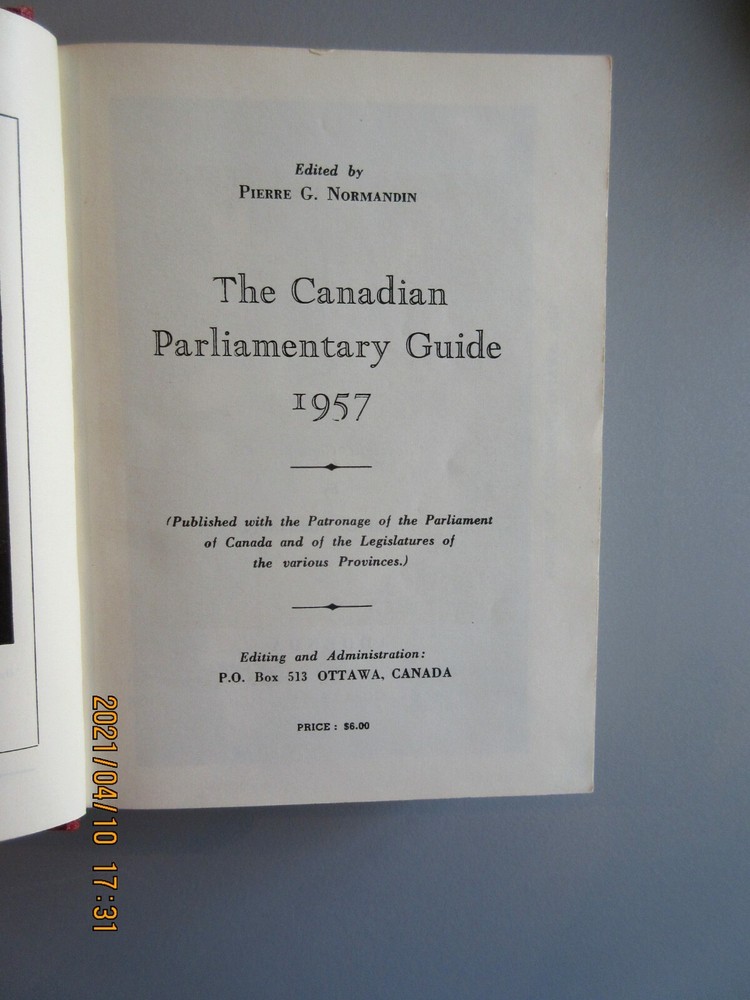 Edited by
PIERRE G. NORMANDIN
The Canadian
Parliamentary Guide
1957
(Published with the Patronage of the Parliament
of Canada and of the Legislatures of
the various Provinces.)
Editing and Administration:
P.O. Box 513 OTTAWA, CANADA
PRICE: $6.00
2021/04/10 17:31